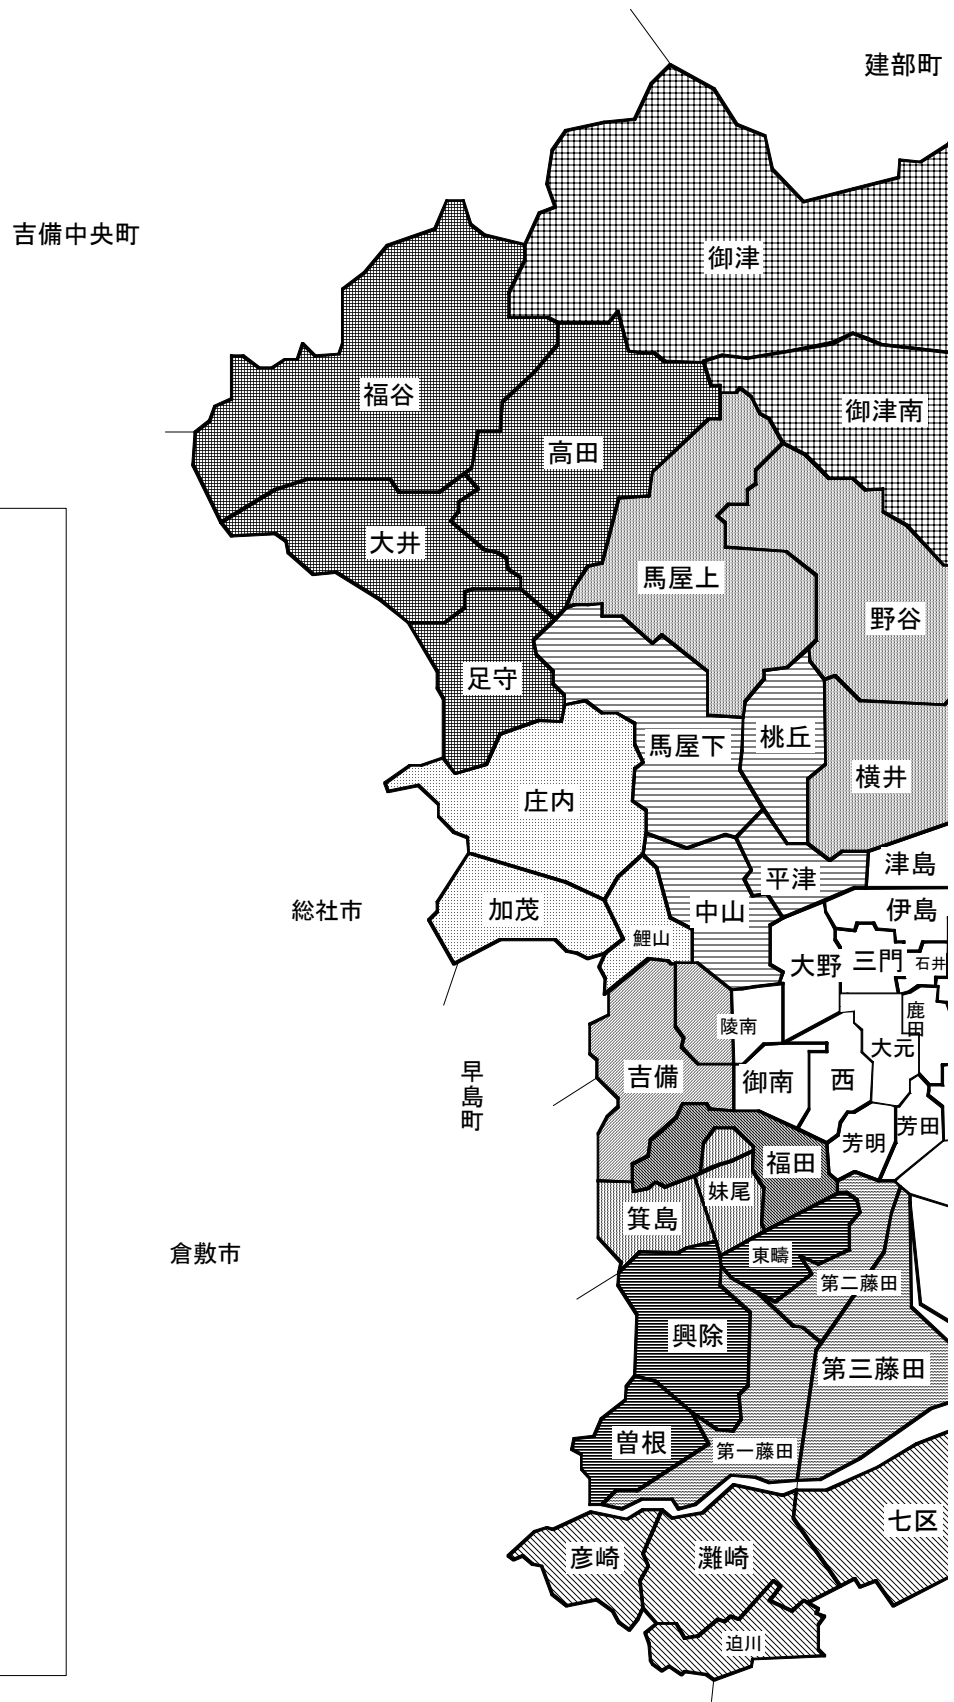 建部町
吉備中央町
御津
福谷
御津南
高田
大井
馬屋上
野谷
足守
桃丘
馬屋下
横井
庄内
津島
平津
加茂
中山
伊島
総社市
鯉山
大野
三門
石井
鹿田
陵南
大元
吉備
御南
西
早島町
芳田
芳明
福田
妹尾
箕島
倉敷市
東疇
第二藤田
興除
第三藤田
曽根
第一藤田
七区
彦崎
灘崎
迫川